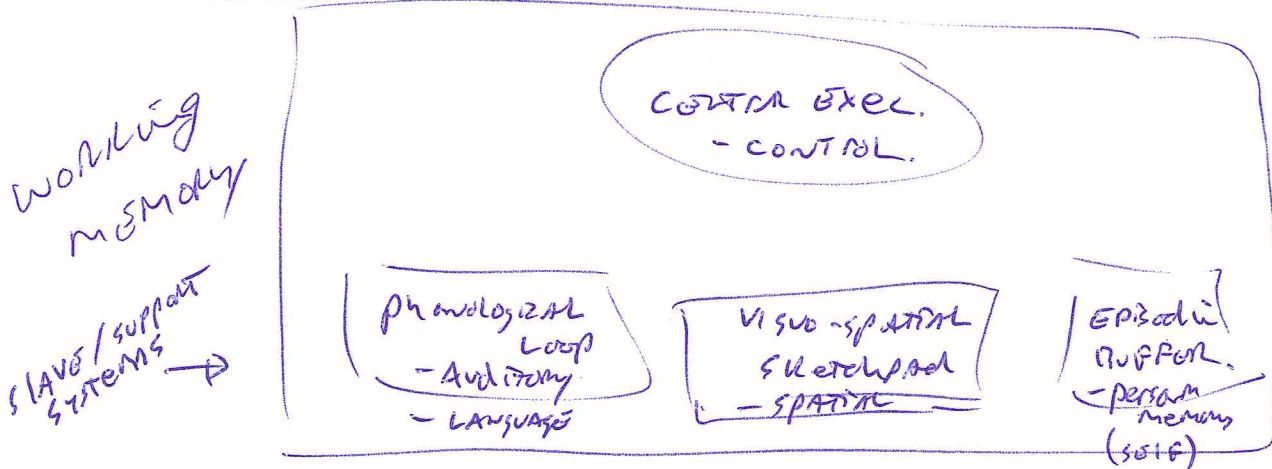 WORKING
MEMORY
CENTRAL EXEC.
- CONTROL.
SLAVE/SUPPORT
SYSTEMS →
PHONOLOGICAL
LOOP
- AUDITORY
- LANGUAGE
VISUO-SPATIAL
SKETCHPAD
- SPATIAL
EPISODIC
BUFFER.
- PERSON
MEMORY
(SELF)